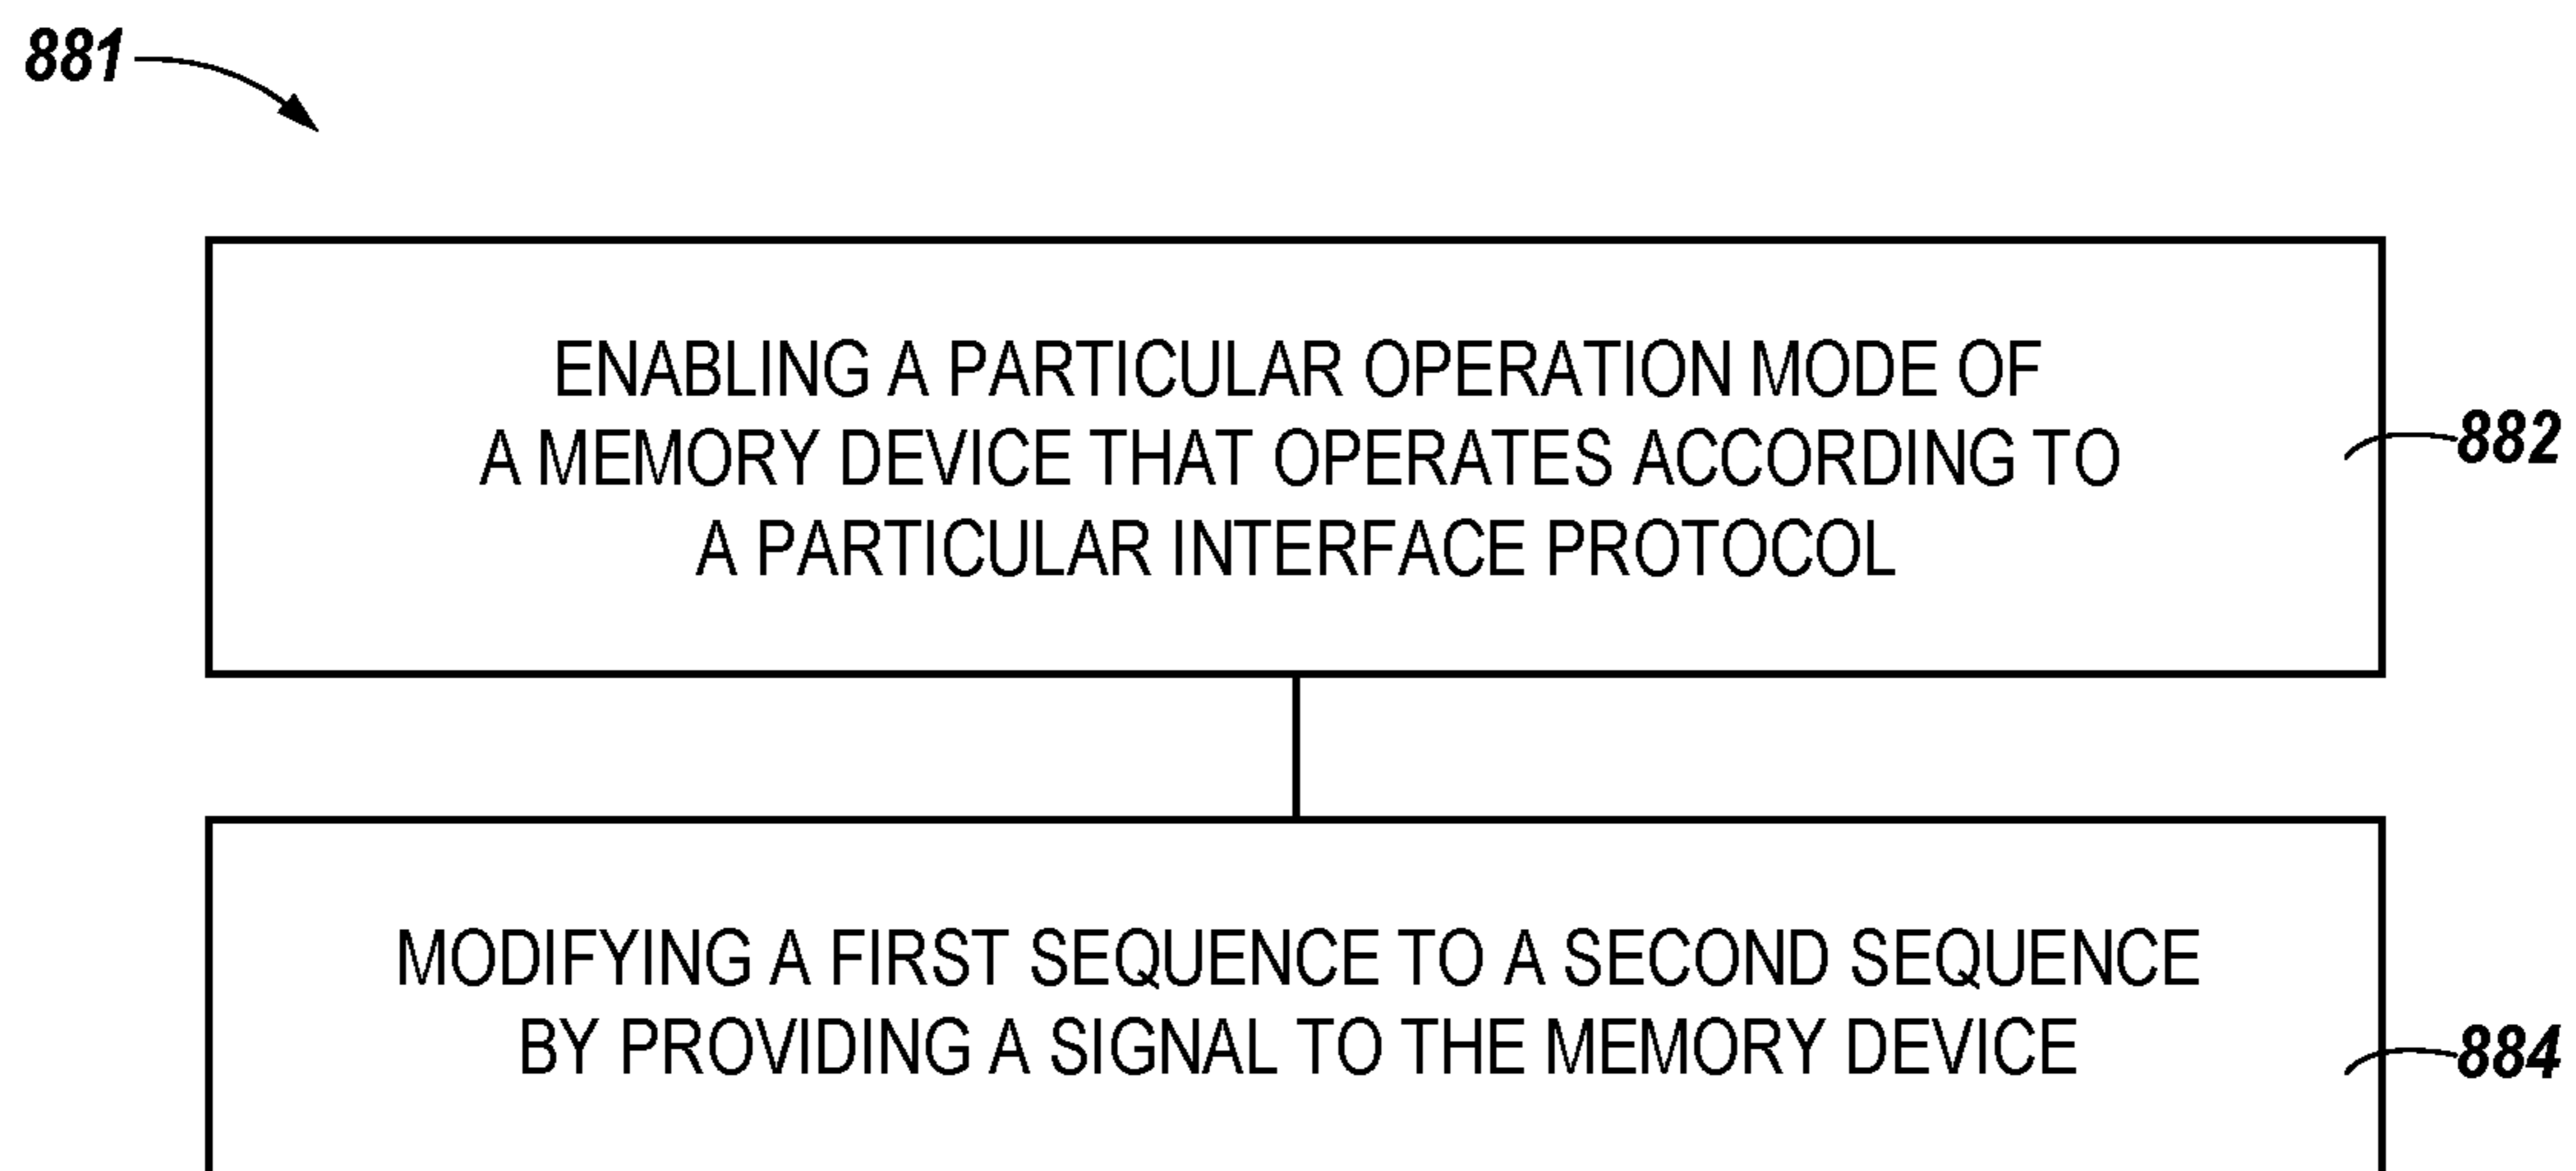 881
ENABLING A PARTICULAR OPERATION MODE OF
A MEMORY DEVICE THAT OPERATES ACCORDING TO
A PARTICULAR INTERFACE PROTOCOL
882
MODIFYING A FIRST SEQUENCE TO A SECOND SEQUENCE
BY PROVIDING A SIGNAL TO THE MEMORY DEVICE
884